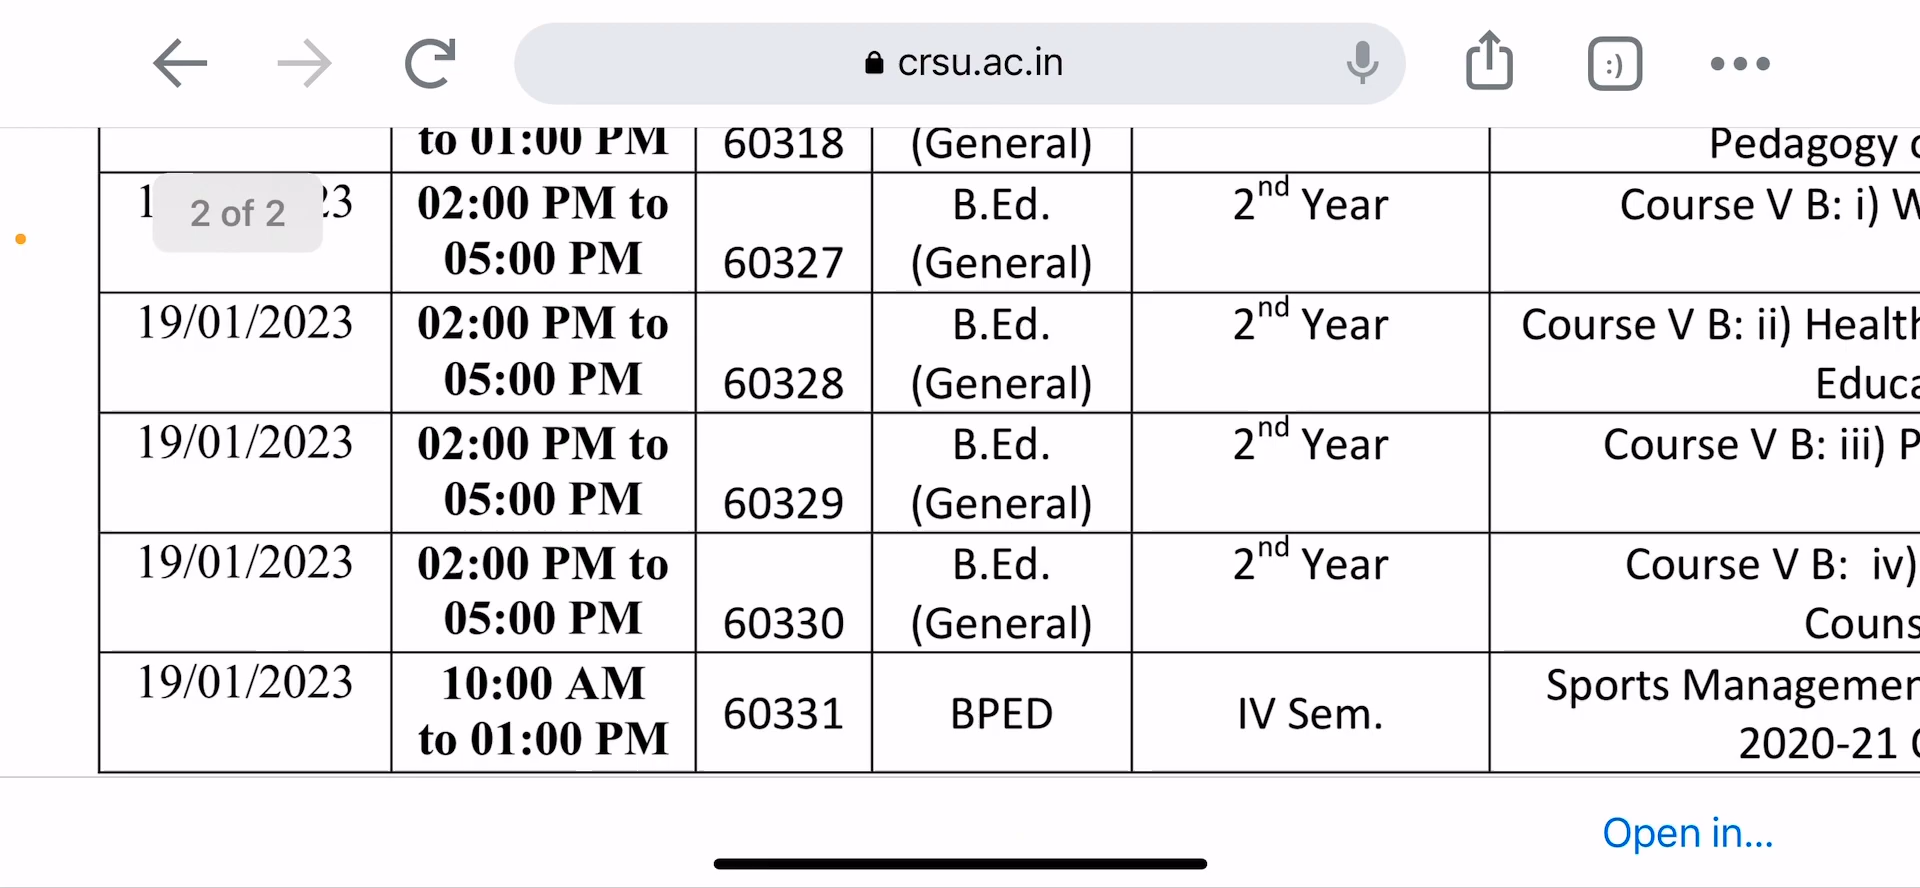 crsu.ac.in
:)
to 01:00 PM 60318 (General) Pedagogy
2 of 2
02:00 PM to B.Ed. 2nd Year Course V B: i)
05:00 PM 60327 (General)
19/01/2023 02:00 PM to B.Ed. 2nd Year Course V B: ii) Health
05:00 PM 60328 (General)
19/01/2023 02:00 PM to B.Ed. 2nd Year Course V B: iii)
05:00 PM 60329 (General)
19/01/2023 02:00 PM to B.Ed. 2nd Year Course V B: iv)
05:00 PM 60330 (General) Couns
19/01/2023 10:00 AM 60331 BPED IV Sem. Sports
to 01:00 PM 2020-21
Open in...